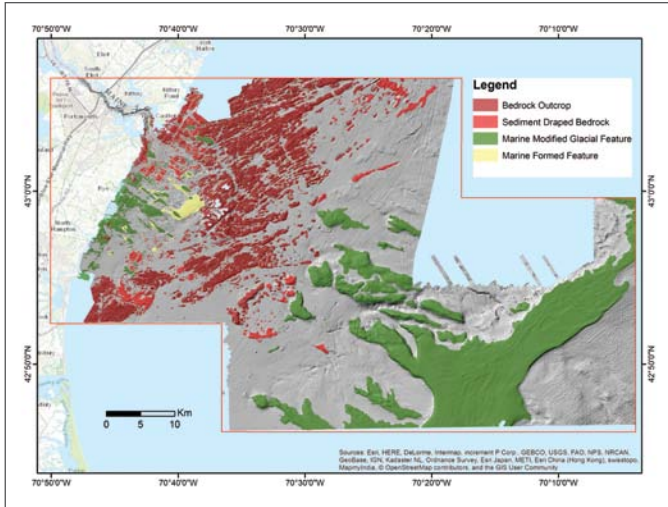 70°50'0"W 70°40'0"W 70°30'0"W 70°20'0"W 70°10'0"W
Legend
Bedrock Outcrop
Sediment Draped Bedrock
Marine Modified Glacial Feature
Marine Formed Feature
43°0'0"N 43°0'0"N
42°50'0"N 42°50'0"N
MAINE
0 5 10 Km
Sources: Esri, HERE, DeLorme, Intermap, increment P Corp., GEBCO, USGS, FAO, NPS, NRCAN,
GeoBase, IGN, Kadaster NL, Ordnance Survey, Esri Japan, METI, Esri China (Hong Kong), swisstopo,
MapmyIndia, © OpenStreetMap contributors, and the GIS User Community
70°50'0"W 70°40'0"W 70°30'0"W 70°20'0"W 70°10'0"W